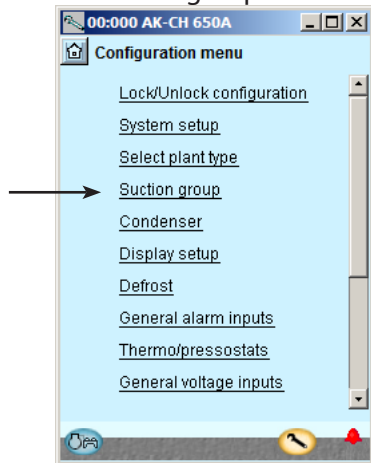 00:000 AK-CH 650A
Configuration menu
Lock/Unlock configuration
System setup
Select plant type
Suction group
Condenser
Display setup
Defrost
General alarm inputs
Thermo/pressostats
General voltage inputs